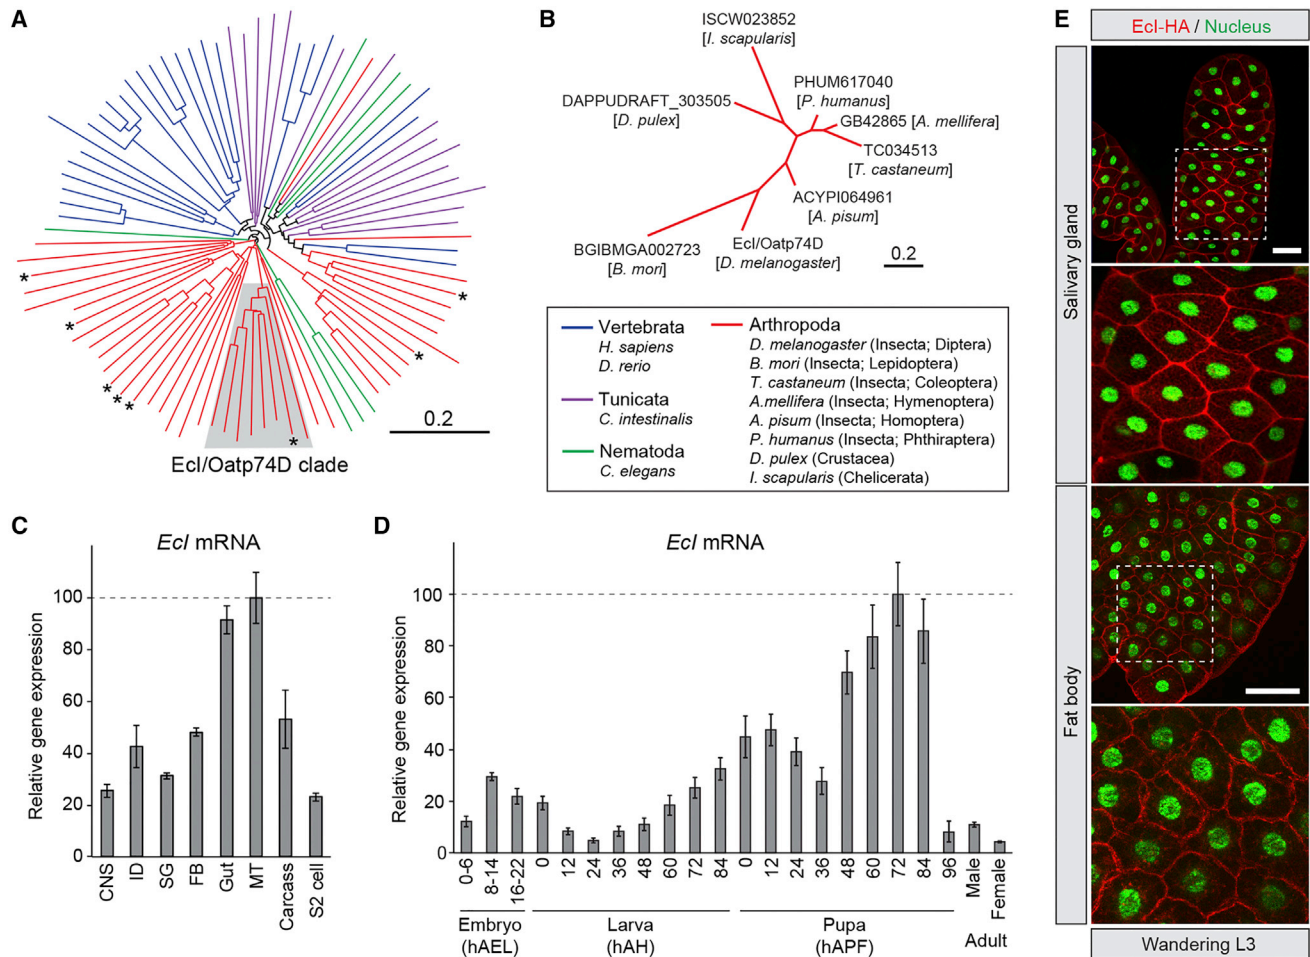 A
*
*
*
*
*
*
*
*
0.2
EcI/Oatp74D clade
B
ISCW023852
[I. scapularis]
PHUM617040
[P. humanus]
DAPPUDRAFT_303505
[D. pulex]
GB42865 [A. mellifera]
TC034513
[T. castaneum]
ACYPI064961
[A. pisum]
BGIBMGA002723
[B. mori]
EcI/Oatp74D
[D. melanogaster]
0.2
Vertebrata
H. sapiens
D. rerio
Tunicata
C. intestinalis
Nematoda
C. elegans
Arthropoda
D. melanogaster (Insecta; Diptera)
B. mori (Insecta; Lepidoptera)
T. castaneum (Insecta; Coleoptera)
A.mellifera (Insecta; Hymenoptera)
A. pisum (Insecta; Homoptera)
P. humanus (Insecta; Phthiraptera)
D. pulex (Crustacea)
I. scapularis (Chelicerata)
C
EcI mRNA
Relative gene expression
100
80
60
40
20
0
CNS
ID
SG
FB
Gut
MT
Carcass
S2 cell
D
EcI mRNA
Relative gene expression
100
80
60
40
20
0
0-6
8-14
16-22
0
12
24
36
48
60
72
84
0
12
24
36
48
60
72
84
96
Male
Female
Embryo
(hAEL)
Larva
(hAH)
Pupa
(hAPF)
Adult
E
EcI-HA / Nucleus
Salivary gland
Fat body
Wandering L3